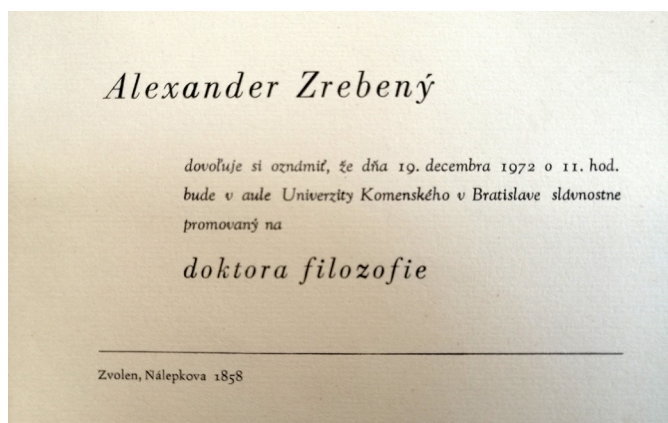 Alexander Zrebený
dovoľuje si oznámiť, že dňa 19. decembra 1972 o 11. hod.
bude v aule Univerzity Komenského v Bratislave slávnostne
promovaný na
doktora filozofie
Zvolen, Nálepkova 1858